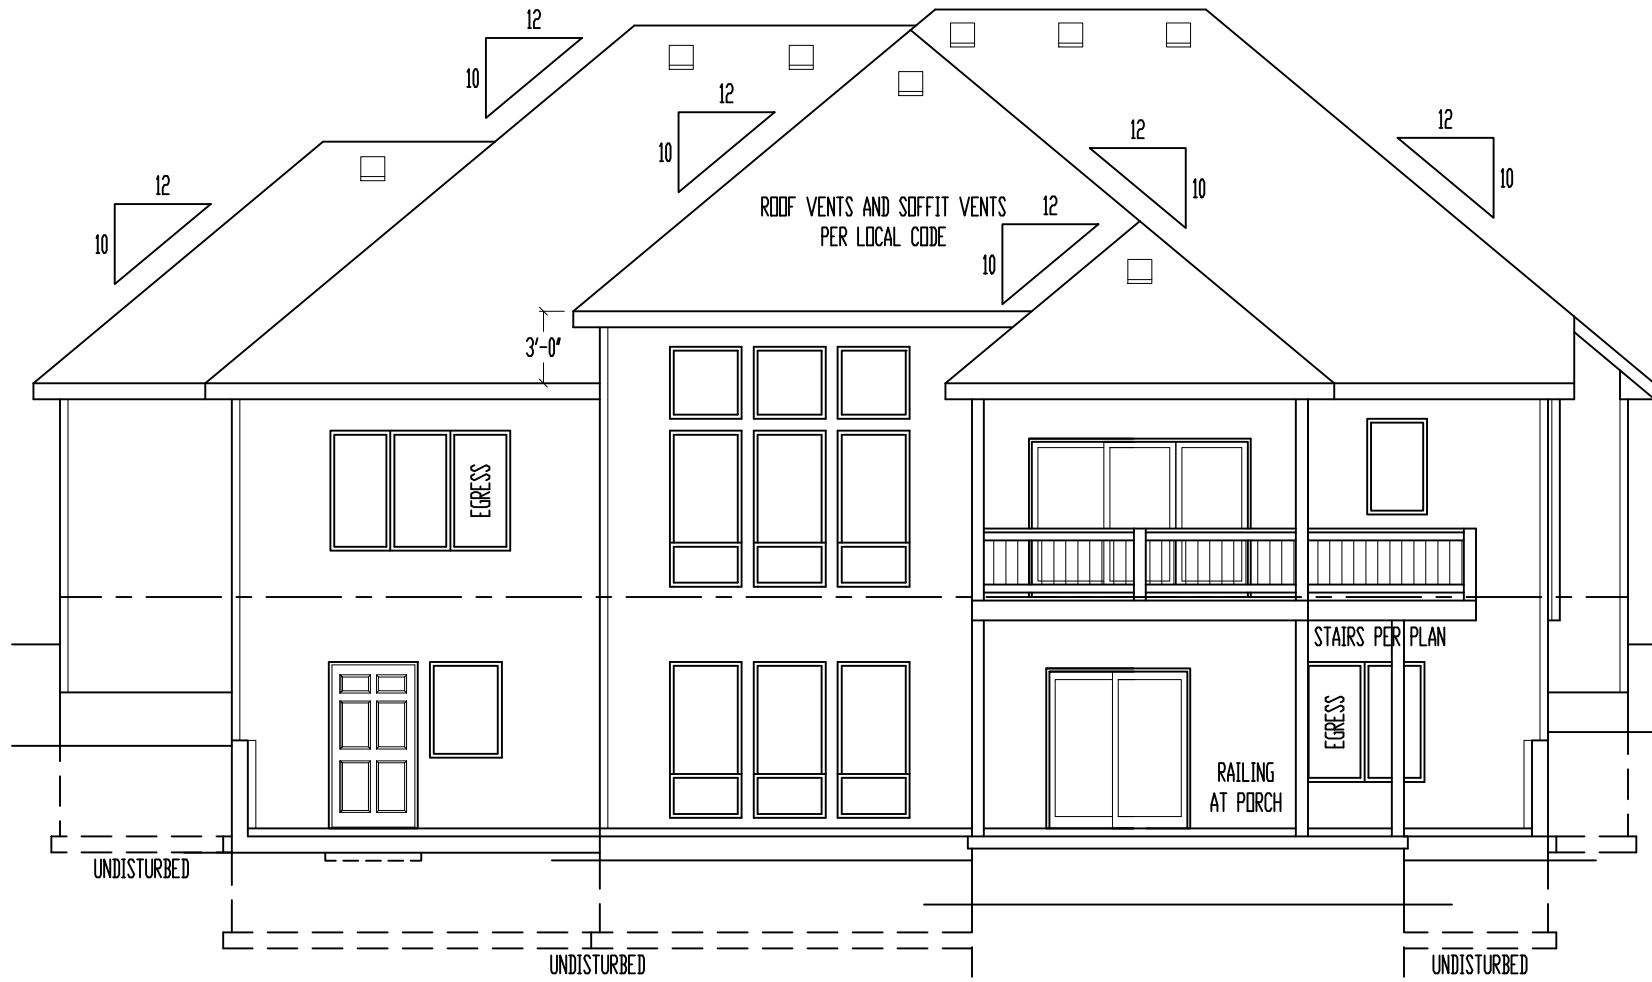 12
10
12
10
12
10
12
10
12
10
12
10
ROOF VENTS AND SOFFIT VENTS
PER LOCAL CODE
3'-0"
EGRESS
STAIRS PER PLAN
EGRESS
RAILING
AT PORCH
UNDISTURBED
UNDISTURBED
UNDISTURBED